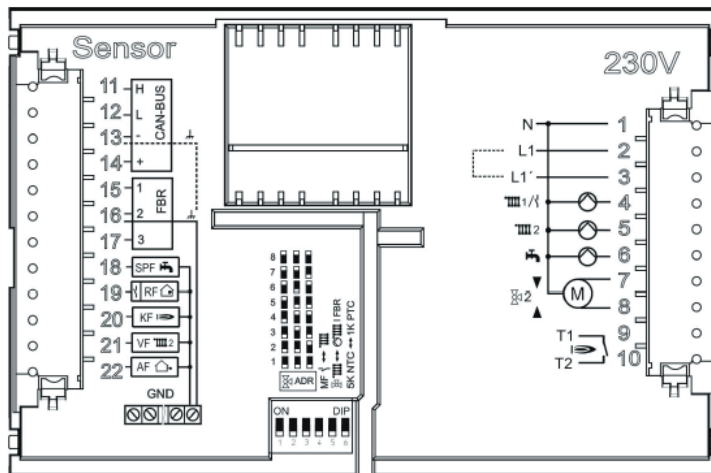 Sensor
230V
11 H
12 L
13 -
14 +
CAN-BUS
15 1
16 2
17 3
FBR
18 SPF
19 RF
20 KF
21 VF 2
22 AF
GND
8
7
6
5
4
3
2
1
ADR
MF ↔
↔ FBR
5K NTC ↔ 1K PTC
ON DIP
1 2 3 4 5 6
N 1
L1 2
L1´ 3
1/ 4
2 5
6
7
2 M
8
T1 9
T2 10